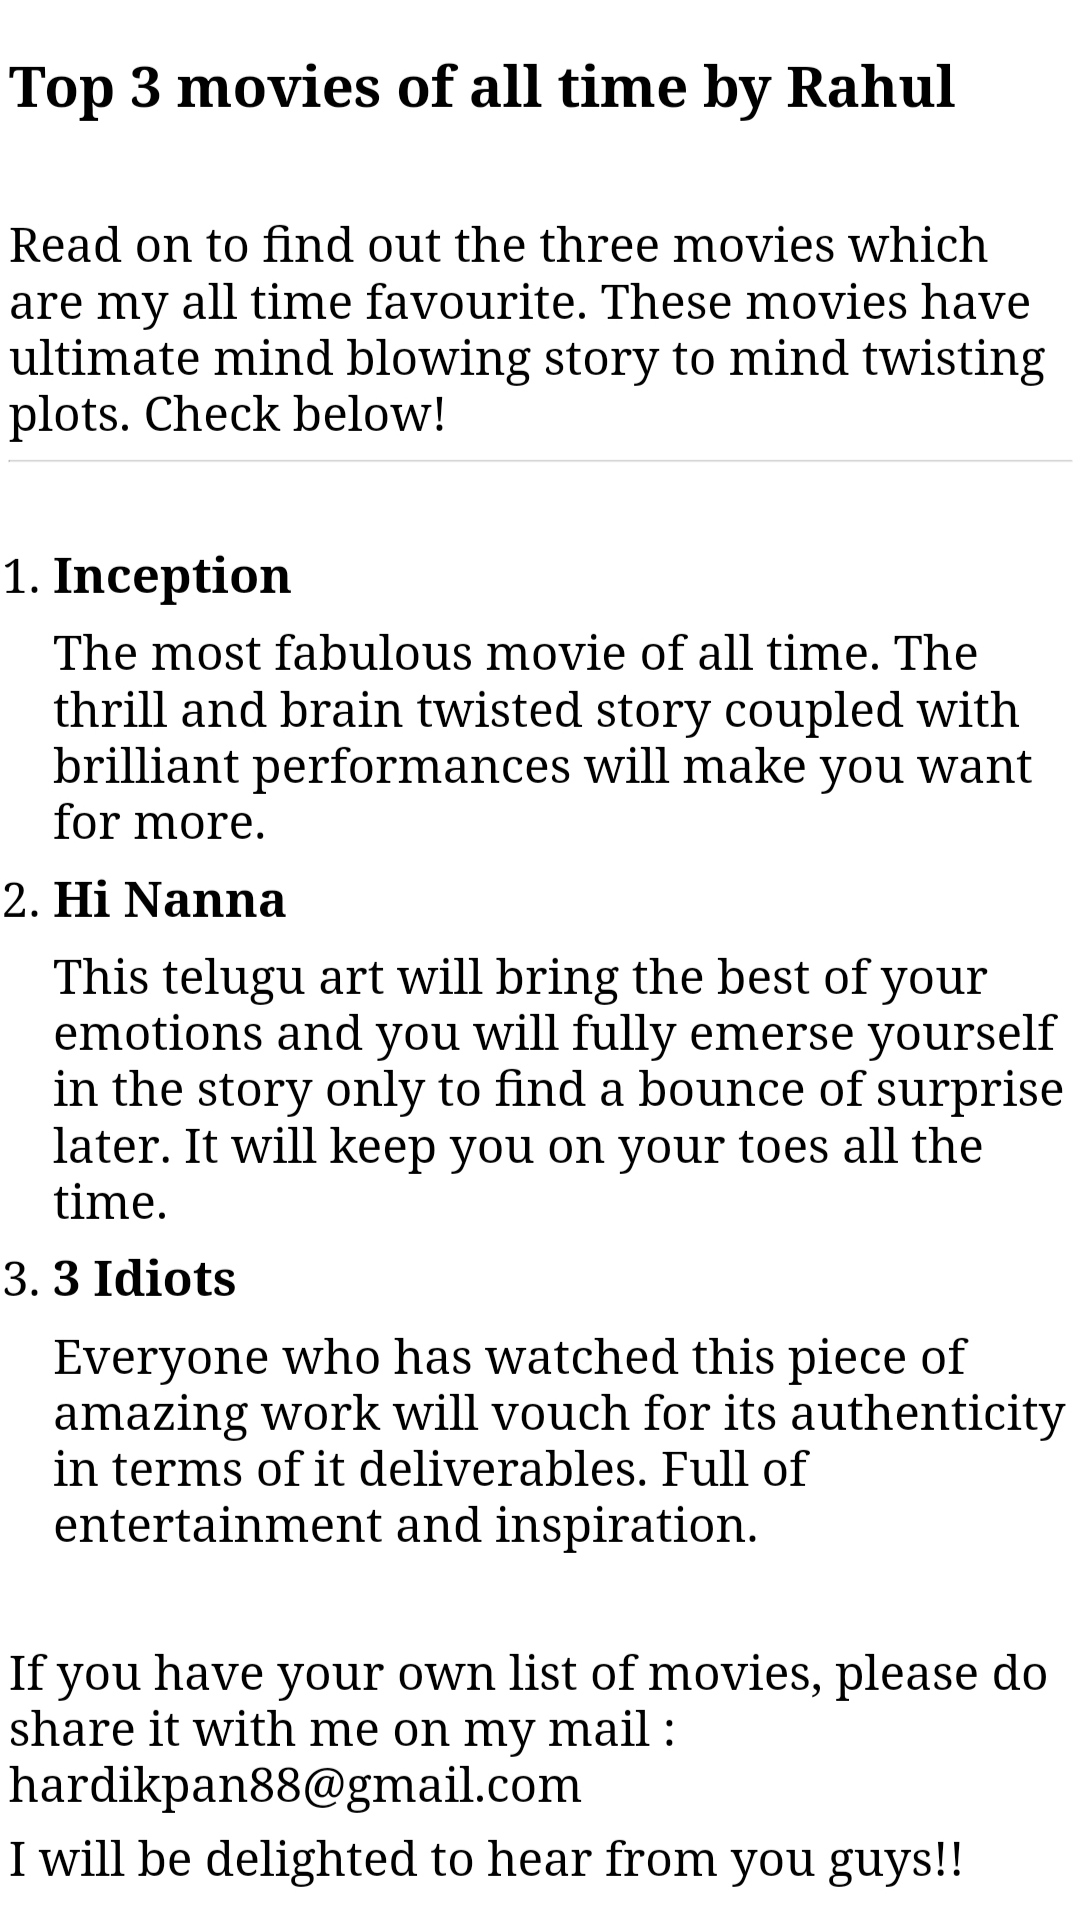 Top 3 movies of all time by Rahul
Read on to find out the three movies which
are my all time favourite. These movies have
ultimate mind blowing story to mind twisting
plots. Check below!
1. Inception
The most fabulous movie of all time. The
thrill and brain twisted story coupled with
brilliant performances will make you want
for more.
2. Hi Nanna
This telugu art will bring the best of your
emotions and you will fully emerse yourself
in the story only to find a bounce of surprise
later. It will keep you on your toes all the
time.
3. 3 Idiots
Everyone who has watched this piece of
amazing work will vouch for its authenticity
in terms of it deliverables. Full of
entertainment and inspiration.
If you have your own list of movies, please do
share it with me on my mail :
hardikpan88@gmail.com
I will be delighted to hear from you guys!!